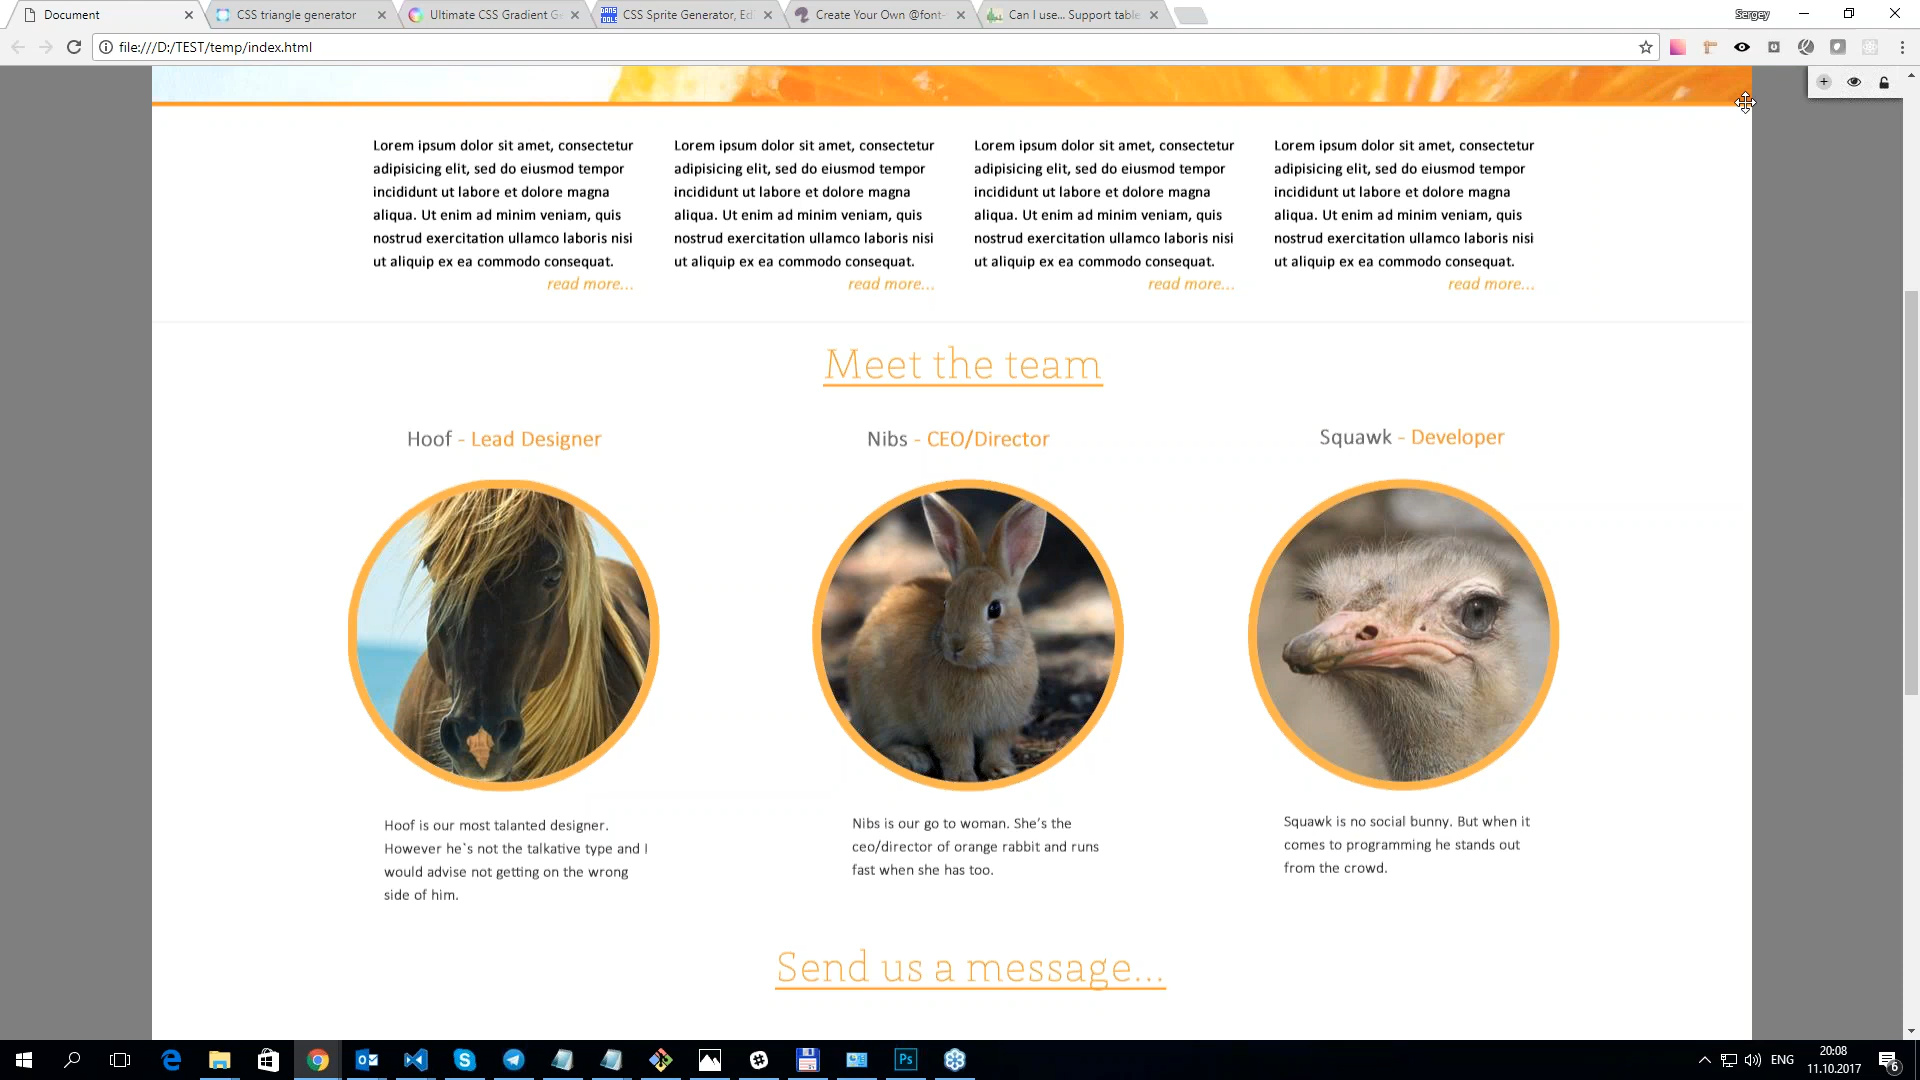 Document
CSS triangle generator
Ultimate CSS Gradient Ge
CSS Sprite Generator, Ed
Create Your Own @font-
Can I use... Support table
Sergey
file:///D:/TEST/temp/index.html
Lorem ipsum dolor sit amet, consectetur
adipisicing elit, sed do eiusmod tempor
incididunt ut labore et dolore magna
aliqua. Ut enim ad minim veniam, quis
nostrud exercitation ullamco laboris nisi
ut aliquip ex ea commodo consequat.
read more...
Lorem ipsum dolor sit amet, consectetur
adipisicing elit, sed do eiusmod tempor
incididunt ut labore et dolore magna
aliqua. Ut enim ad minim veniam, quis
nostrud exercitation ullamco laboris nisi
ut aliquip ex ea commodo consequat.
read more...
Lorem ipsum dolor sit amet, consectetur
adipisicing elit, sed do eiusmod tempor
incididunt ut labore et dolore magna
aliqua. Ut enim ad minim veniam, quis
nostrud exercitation ullamco laboris nisi
ut aliquip ex ea commodo consequat.
read more...
Lorem ipsum dolor sit amet, consectetur
adipisicing elit, sed do eiusmod tempor
incididunt ut labore et dolore magna
aliqua. Ut enim ad minim veniam, quis
nostrud exercitation ullamco laboris nisi
ut aliquip ex ea commodo consequat.
read more...
Meet the team
Hoof - Lead Designer
Nibs - CEO/Director
Squawk - Developer
Hoof is our most talanted designer.
However he`s not the talkative type and I
would advise not getting on the wrong
side of him.
Nibs is our go to woman. She's the
ceo/director of orange rabbit and runs
fast when she has too.
Squawk is no social bunny. But when it
comes to programming he stands out
from the crowd.
Send us a message...
Ps
ENG
20:08
11.10.2017
6